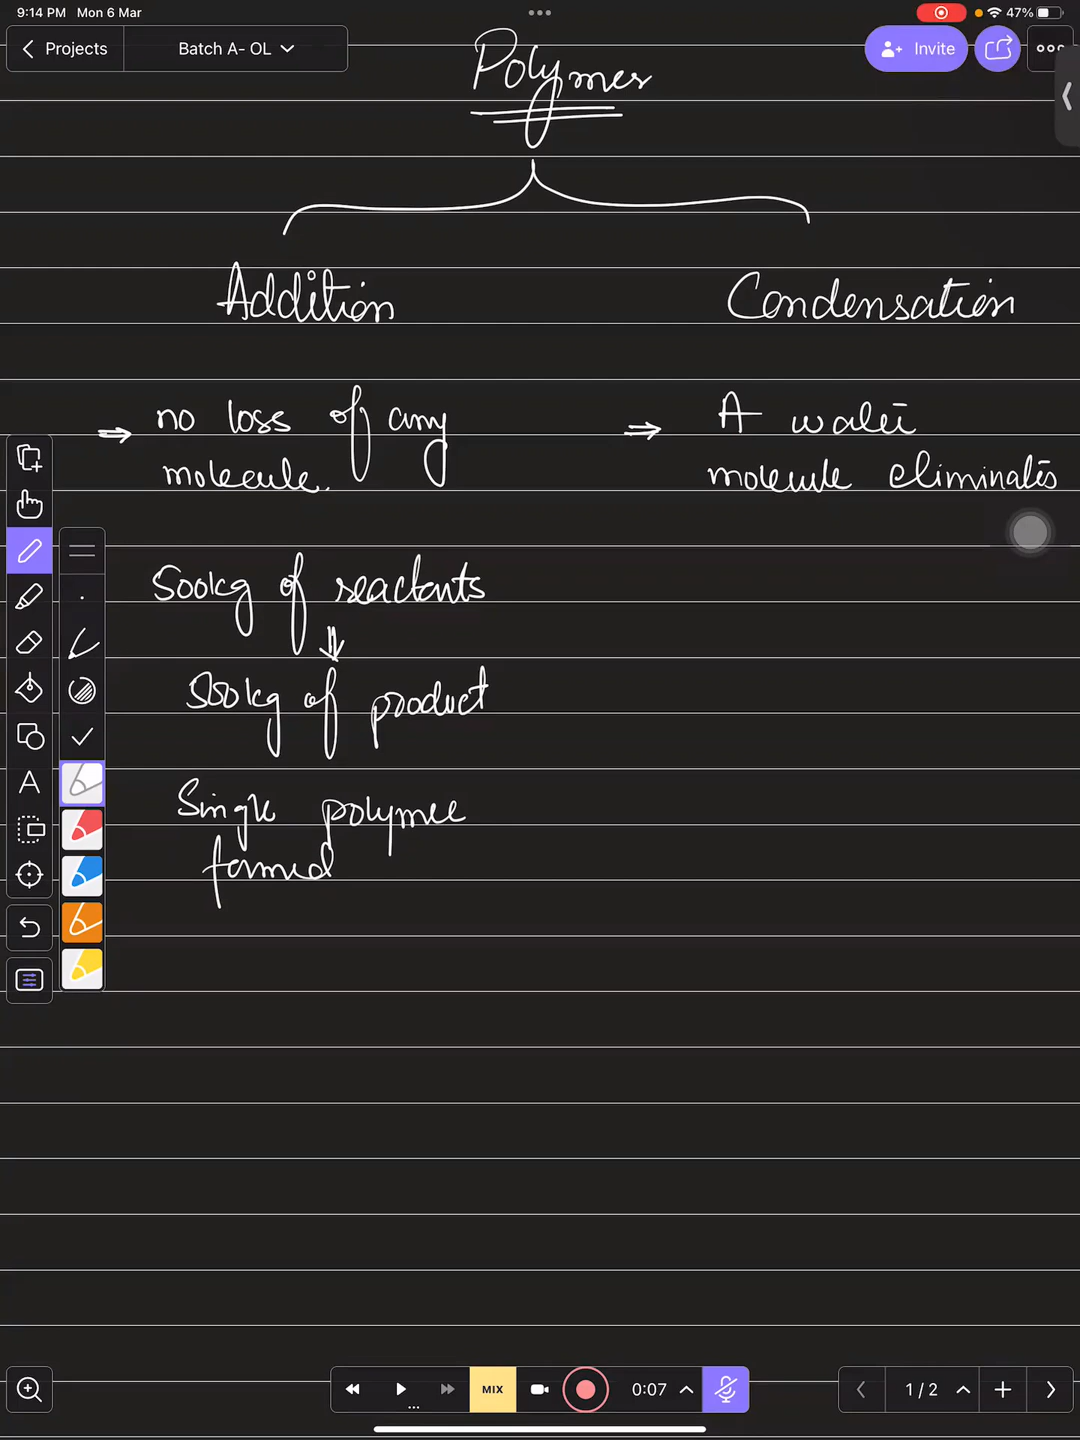 9:14 PM Mon 6 Mar
47%
Projects
Batch A- OL
Invite
Polymer
Addition
Condensation
⇒ no loss of any
molecule.
⇒ A water
molecule eliminates
500kg of reactants
⇓
500kg of product
Single polymer
formed
A
MIX
0:07
1 / 2